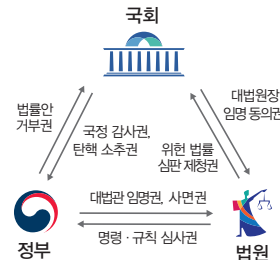 국회
법률안
거부권
국정 감사권,
탄핵 소추권
위헌 법률
심판 제청권
대법원장
임명 동의권
대법관 임명권, 사면권
명령·규칙 심사권
정부
법원